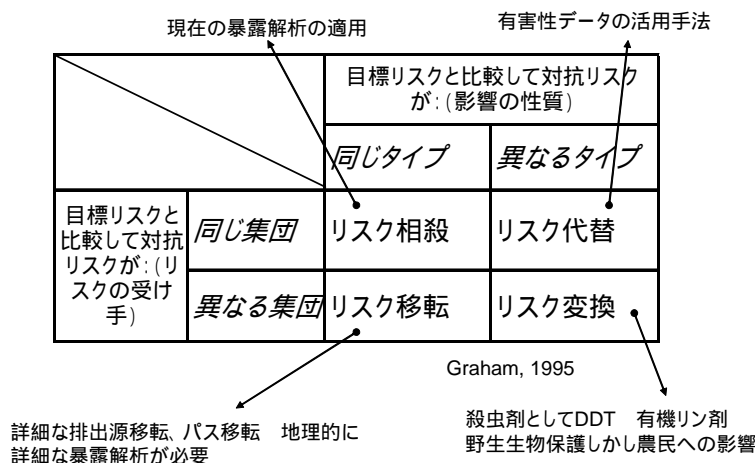 現在の暴露解析の適用
有害性データの活用手法
目標リスクと比較して対抗リスク
が:(影響の性質)
同じタイプ
異なるタイプ
目標リスクと
比較して対抗
リスクが:(リ
スクの受け
手)
同じ集団
リスク相殺
リスク代替
異なる集団
リスク移転
リスク変換
Graham, 1995
詳細な排出源移転、パス移転　地理的に
詳細な暴露解析が必要
殺虫剤としてDDT　有機リン剤
野生生物保護しかし農民への影響